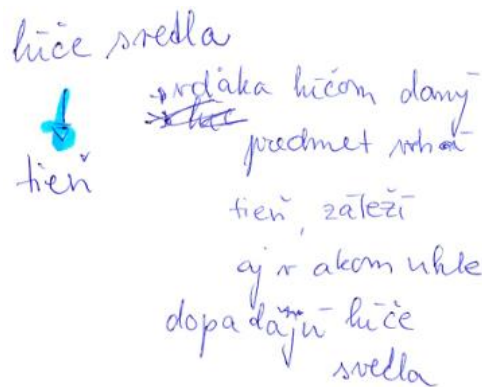 lúče svetla
→ vďaka lúčom daný
predmet vrhá
tieň
tieň, záleží
aj v akom uhle
dopadajú lúče
svetla